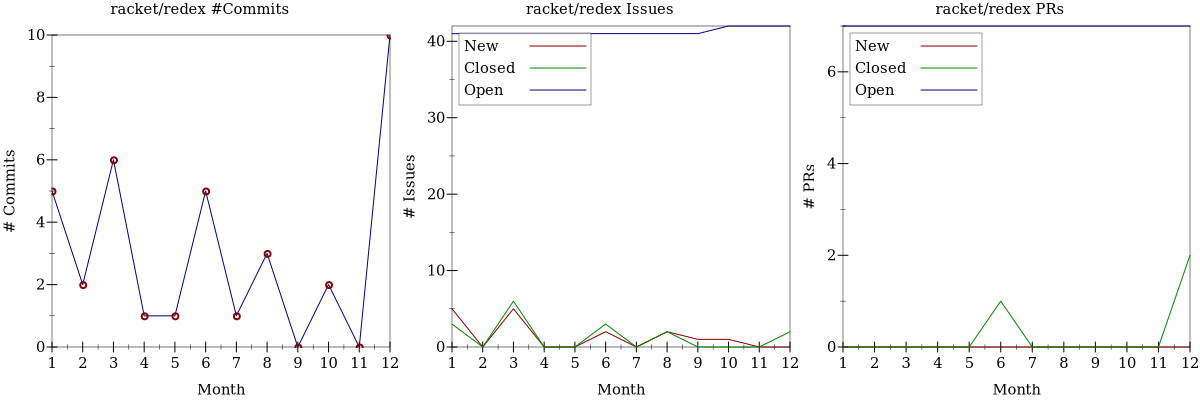 racket/redex #Commits
10
8
6
4
2
0
1 2 3 4 5 6 7 8 9 10 11 12
# Commits
Month
racket/redex Issues
New
Closed
Open
40
30
20
10
0
1 2 3 4 5 6 7 8 9 10 11 12
# Issues
Month
racket/redex PRs
New
Closed
Open
6
4
2
0
1 2 3 4 5 6 7 8 9 10 11 12
# PRs
Month